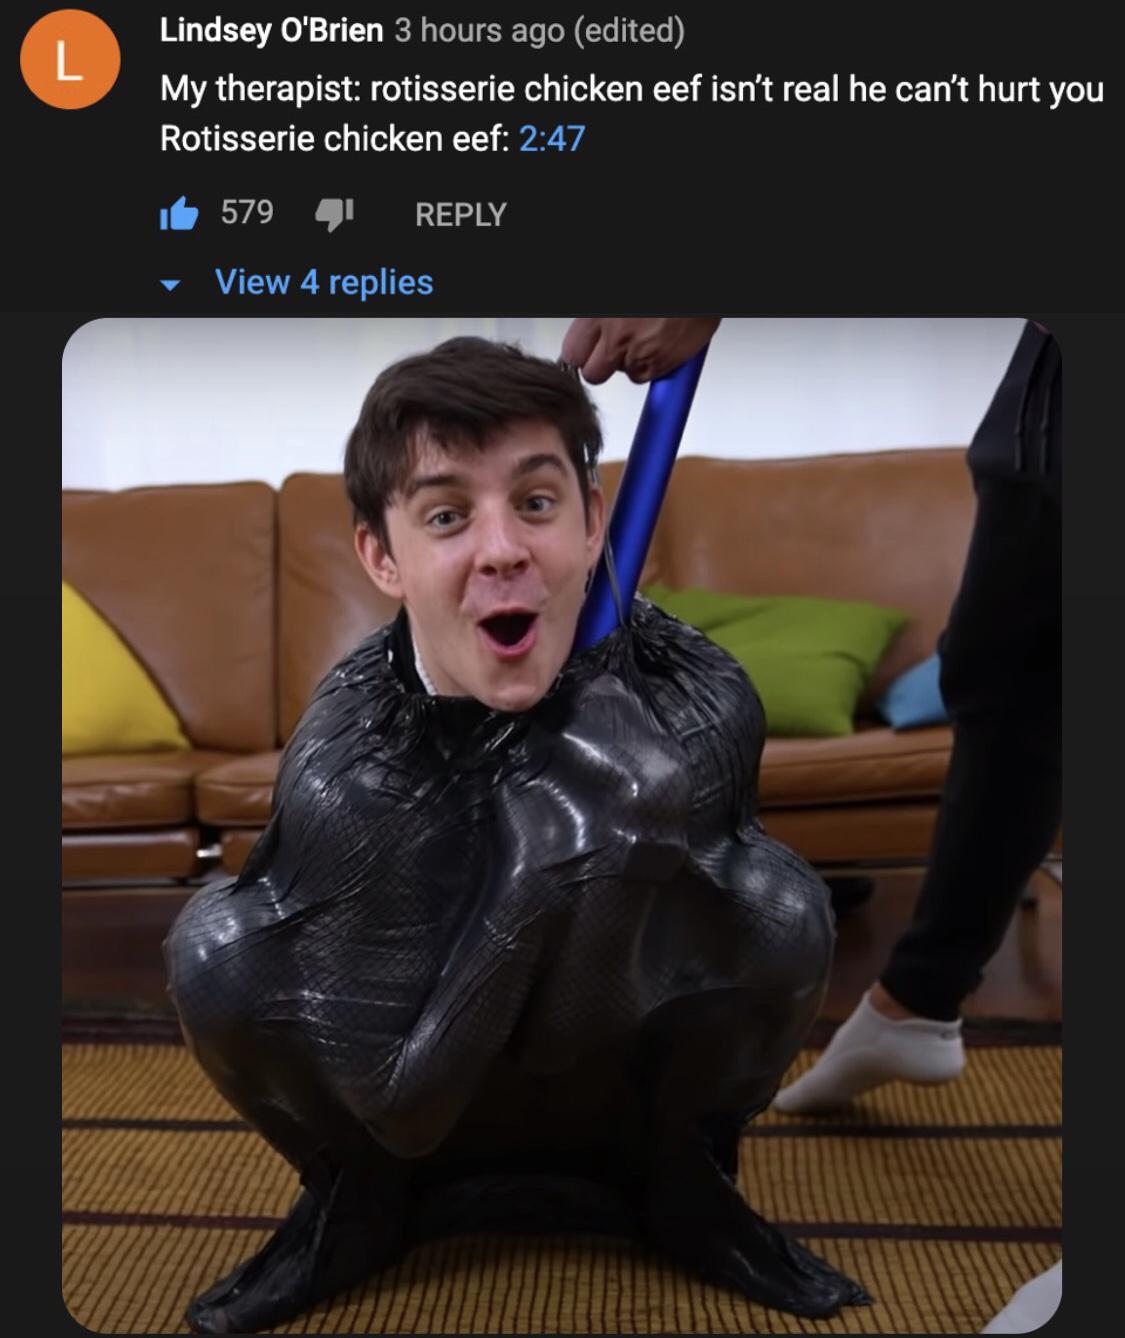 L
Lindsey O'Brien 3 hours ago (edited)
My therapist: rotisserie chicken eef isn’t real he can’t hurt you
Rotisserie chicken eef: 2:47
579 REPLY
View 4 replies